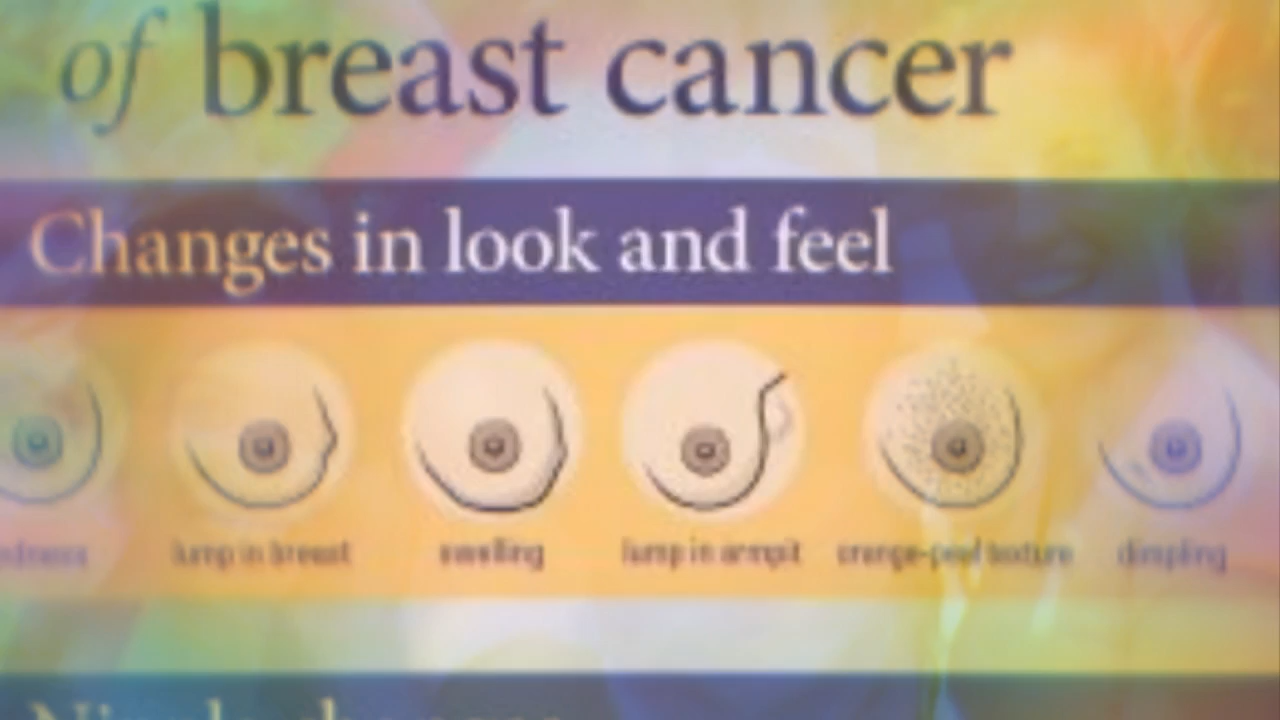 of breast cancer
Changes in look and feel
lump in breast swelling lump in armpit orange-peel texture dimpling